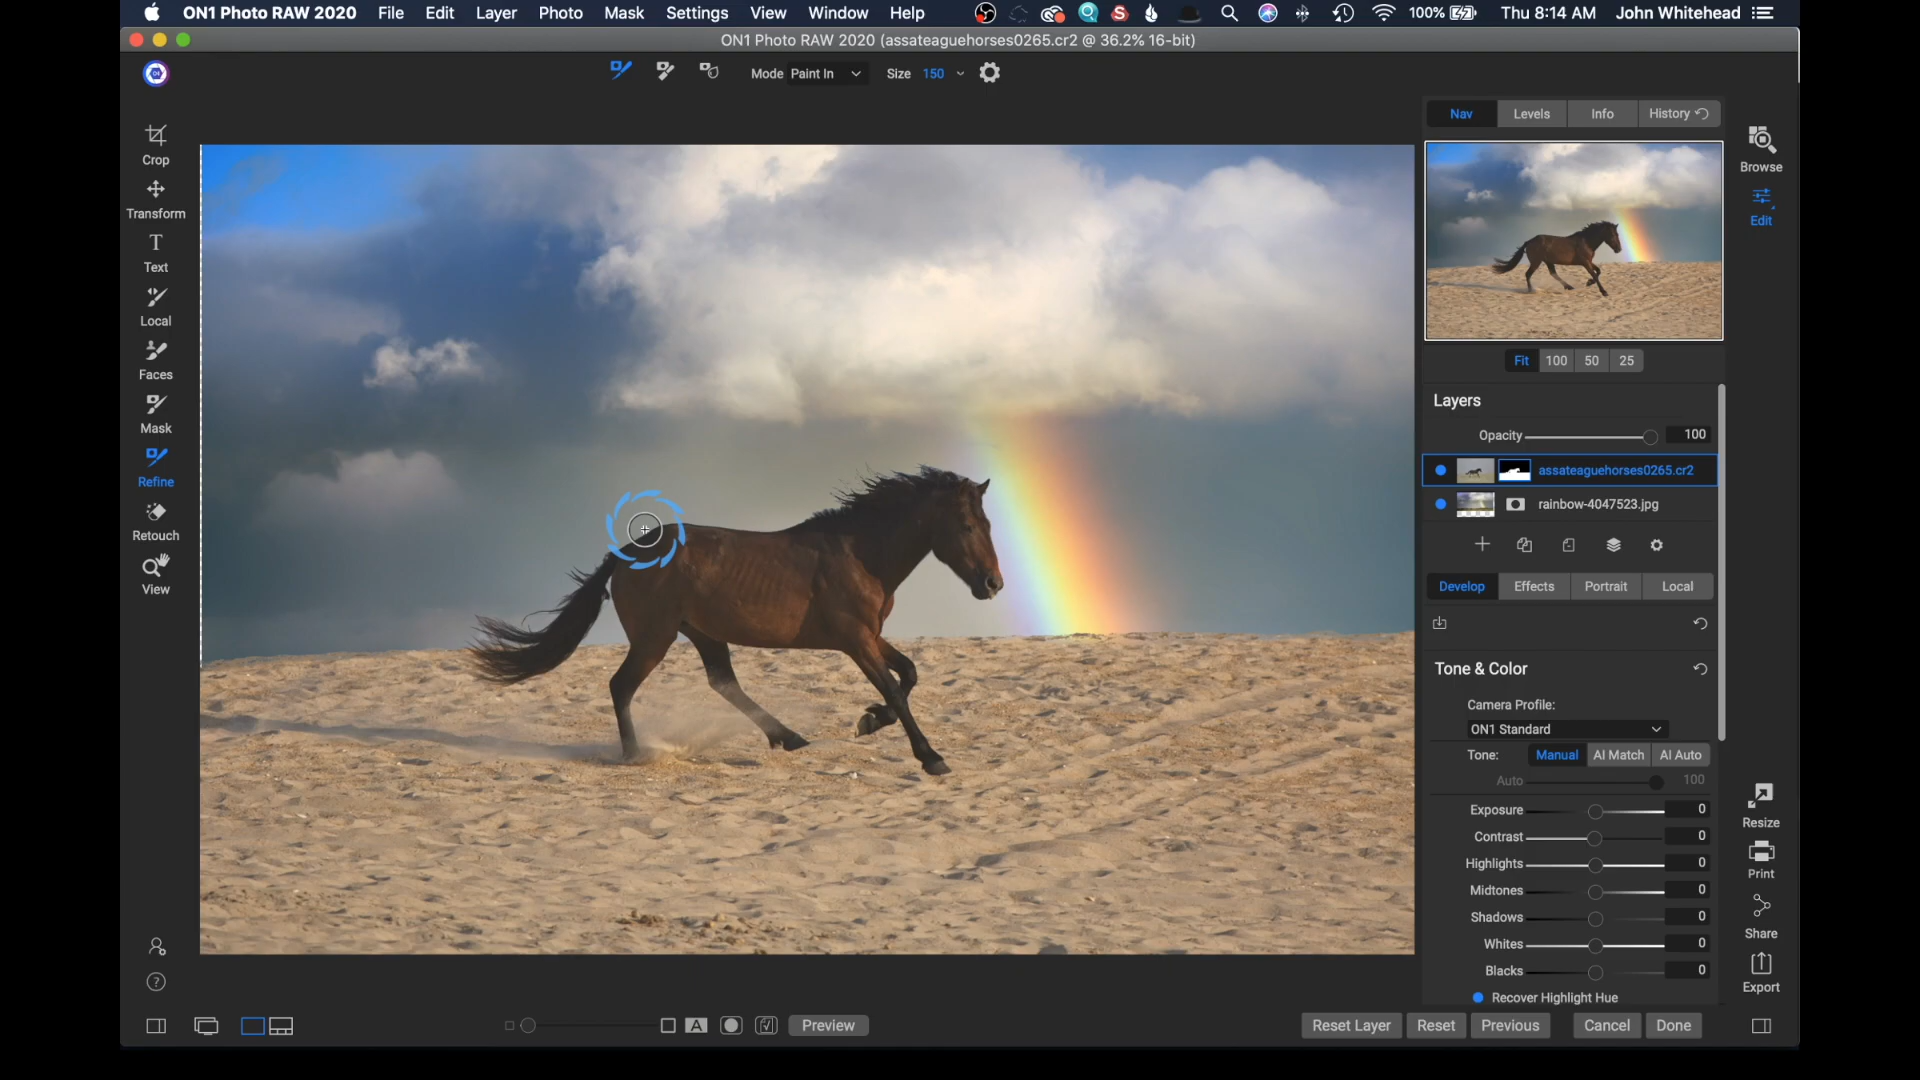 ON1 Photo RAW 2020 File Edit Layer Photo Mask Settings View Window Help 100% Thu 8:14 AM John Whitehead
ON1 Photo RAW 2020 (assateaguehorses0265.cr2 @ 36.2% 16-bit)
Mode Paint In Size 150
Crop
Transform
Text
Local
Faces
Mask
Refine
Retouch
View
Nav Levels Info History
Fit 100 50 25
Layers
Opacity 100
assateaguehorses0265.cr2
rainbow-4047523.jpg
Develop Effects Portrait Local
Tone & Color
Camera Profile:
ON1 Standard
Tone: Manual AI Match AI Auto
Auto 100
Exposure 0
Contrast 0
Highlights 0
Midtones 0
Shadows 0
Whites 0
Blacks 0
Recover Highlight Hue
Browse
Edit
Resize
Print
Share
Export
A Preview Reset Layer Reset Previous Cancel Done